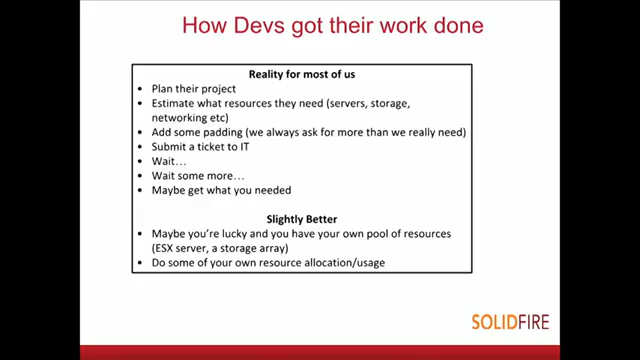 How Devs got their work done
Reality for most of us
• Plan their project
• Estimate what resources they need (servers, storage,
networking etc)
• Add some padding (we always ask for more than we really need)
• Submit a ticket to IT
• Wait...
• Wait some more...
• Maybe get what you needed
Slightly Better
• Maybe you're lucky and you have your own pool of resources
(ESX server, a storage array)
• Do some of your own resource allocation/usage
SOLIDFIRE